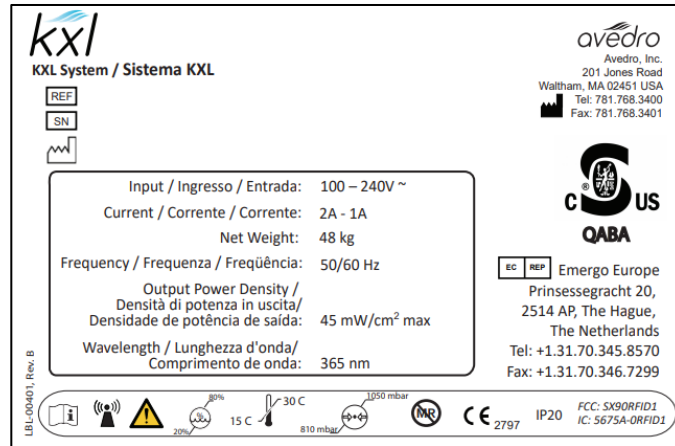 kxl
KXL System / Sistema KXL
REF
SN
avedro
Avedro, Inc.
201 Jones Road
Waltham, MA 02451 USA
Tel: 781.768.3400
Fax: 781.768.3401
Input / Ingresso / Entrada: 100 – 240V ~
Current / Corrente / Corrente: 2A - 1A
Net Weight: 48 kg
Frequency / Frequenza / Freqüência: 50/60 Hz
Output Power Density /
Densità di potenza in uscita/
Densidade de potência de saída: 45 mW/cm² max
Wavelength / Lunghezza d'onda/
Comprimento de onda: 365 nm
C S ® US
QABA
EC REP Emergo Europe
Prinsessegracht 20,
2514 AP, The Hague,
The Netherlands
Tel: +1.31.70.345.8570
Fax: +1.31.70.346.7299
LBL-00401, Rev. B
20% 80%
15 C 30 C
810 mbar 1050 mbar
MR
CE 2797
IP20
FCC: SX90RFID1
IC: 5675A-0RFID1